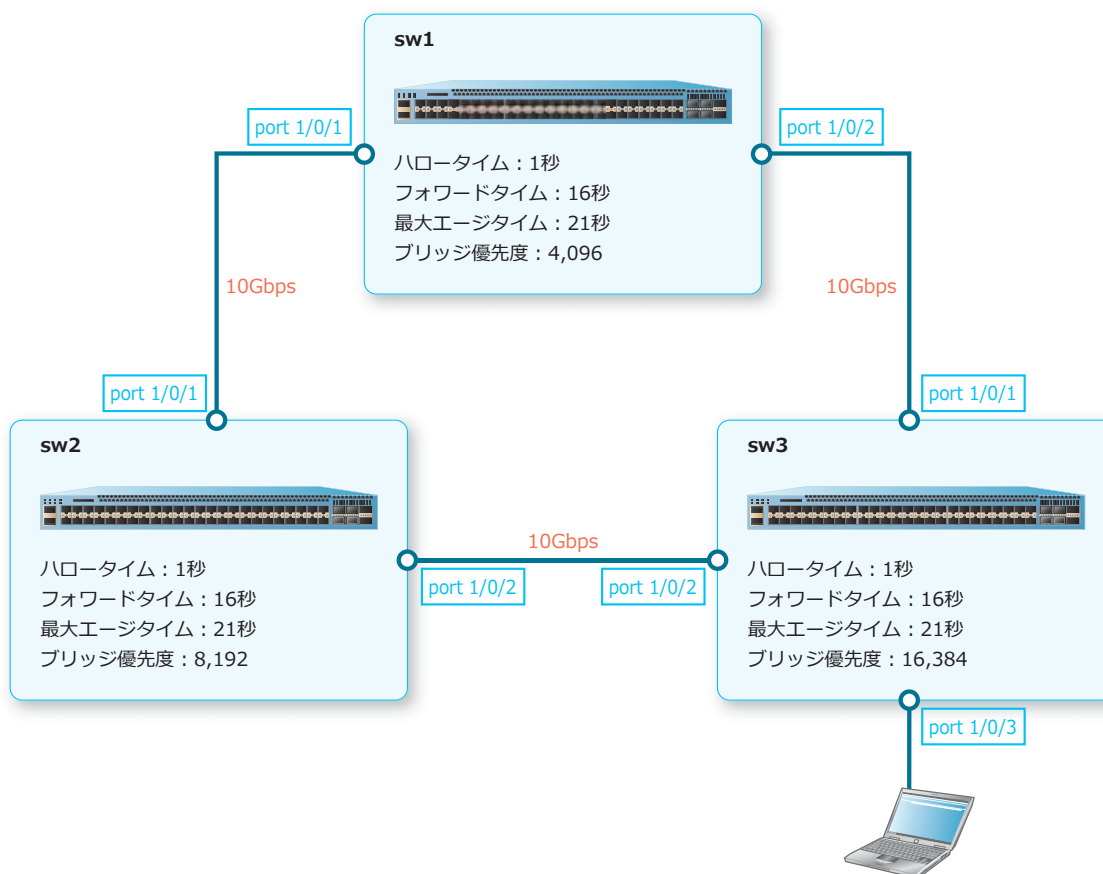 sw1
port 1/0/1
port 1/0/2
ハロータイム：1秒
フォワードタイム：16秒
最大エージタイム：21秒
ブリッジ優先度：4,096
10Gbps
10Gbps
port 1/0/1
port 1/0/1
sw2
ハロータイム：1秒
フォワードタイム：16秒
最大エージタイム：21秒
ブリッジ優先度：8,192
10Gbps
port 1/0/2
port 1/0/2
sw3
ハロータイム：1秒
フォワードタイム：16秒
最大エージタイム：21秒
ブリッジ優先度：16,384
port 1/0/3